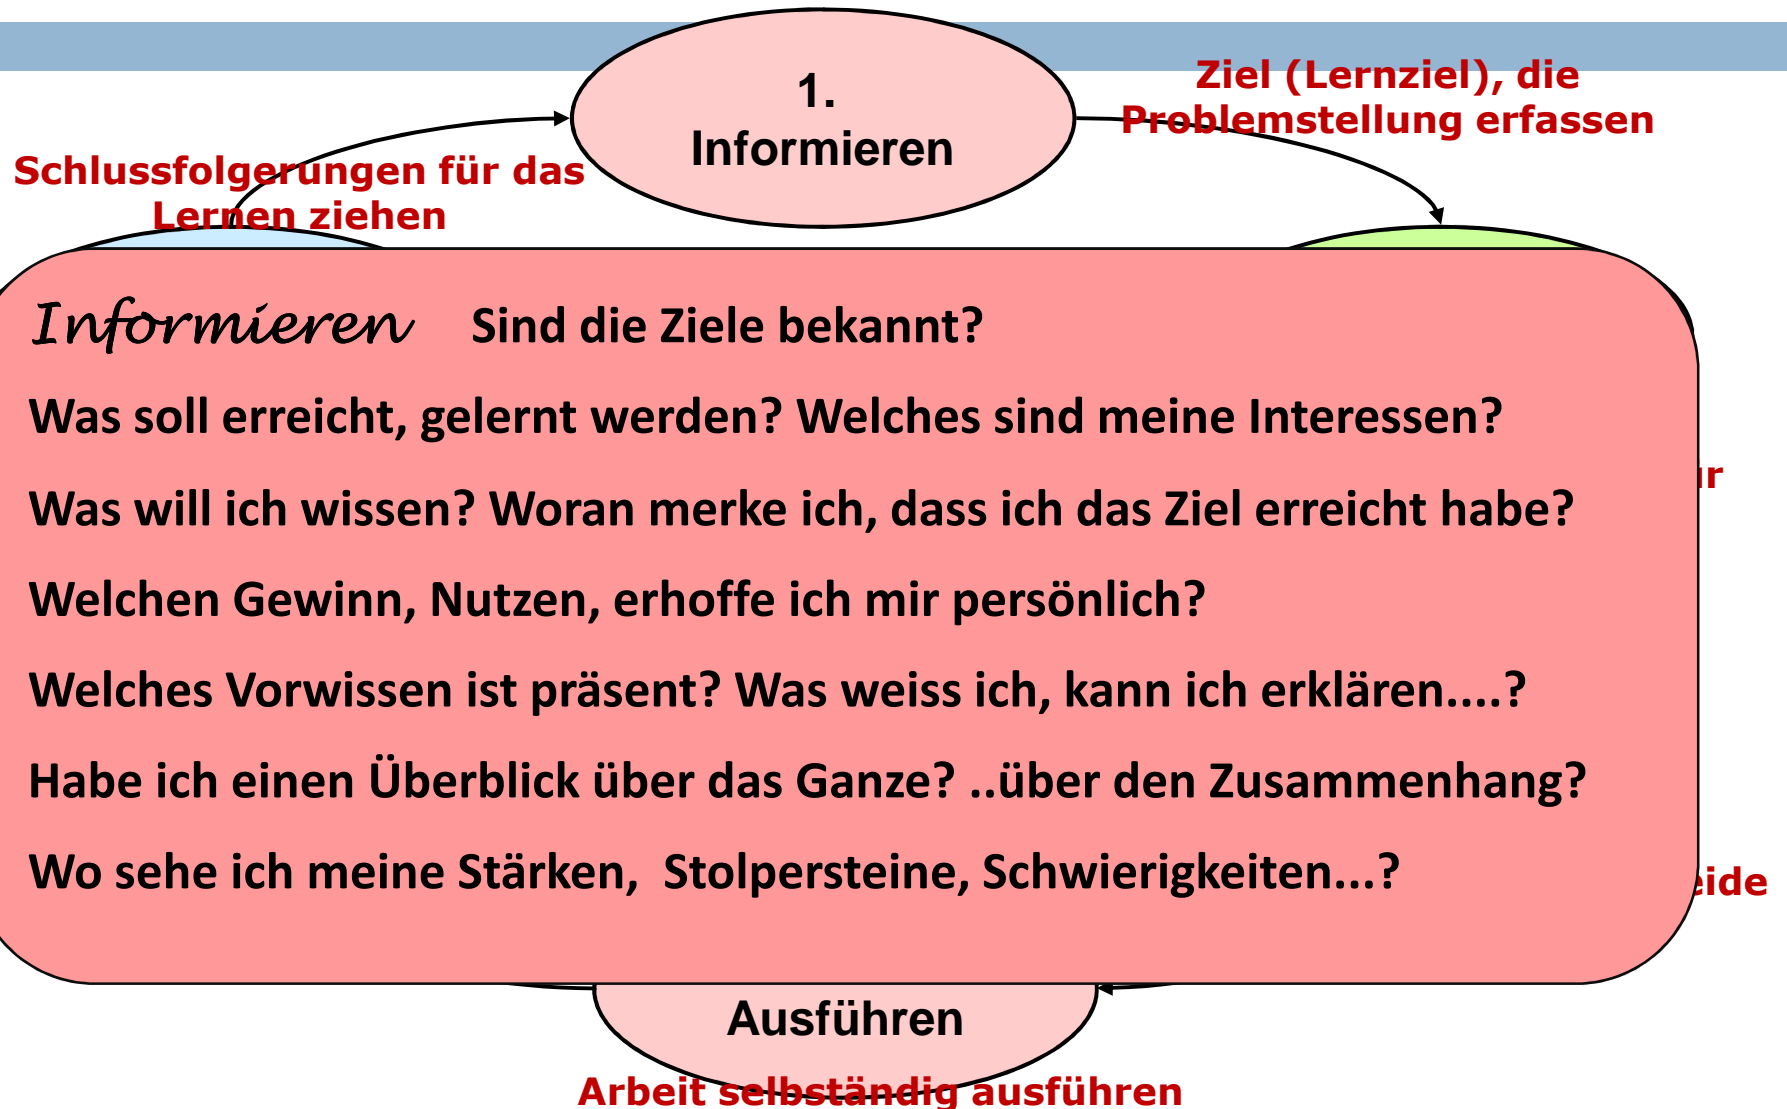 1.
Informieren
Ziel (Lernziel), die
Problemstellung erfassen
Schlussfolgerungen für das
Lernen ziehen
Informieren Sind die Ziele bekannt?
Was soll erreicht, gelernt werden? Welches sind meine Interessen?
Was will ich wissen? Woran merke ich, dass ich das Ziel erreicht habe?
Welchen Gewinn, Nutzen, erhoffe ich mir persönlich?
Welches Vorwissen ist präsent? Was weiss ich, kann ich erklären....?
Habe ich einen Überblick über das Ganze? ..über den Zusammenhang?
Wo sehe ich meine Stärken, Stolpersteine, Schwierigkeiten...?
Ausführen
Arbeit selbständig ausführen